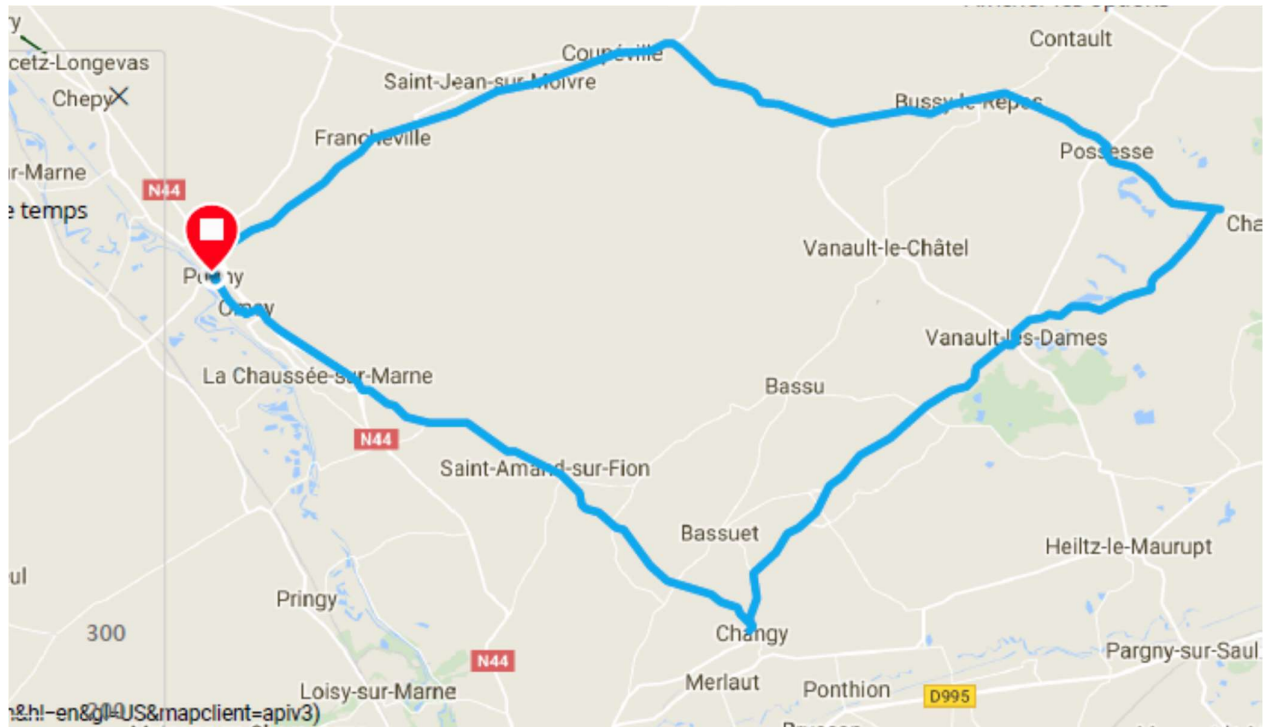 Contault
Coupéville
cetz-Longevas
Saint-Jean-sur-Moivre
Chepy
Bussy-le-Repos
Francheville
Possesse
ur-Marne
N44
e temps
Cha
Vanault-le-Châtel
Pogny
Omey
Vanault-les-Dames
La Chaussée-sur-Marne
Bassu
N44
Saint-Amand-sur-Fion
Bassuet
Heiltz-le-Maurupt
ul
Pringy
300
Changy
Pargny-sur-Saul
N44
Merlaut
Ponthion
Loisy-sur-Marne
D995
n&hl=en&gl=US&mapclient=apiv3)
200